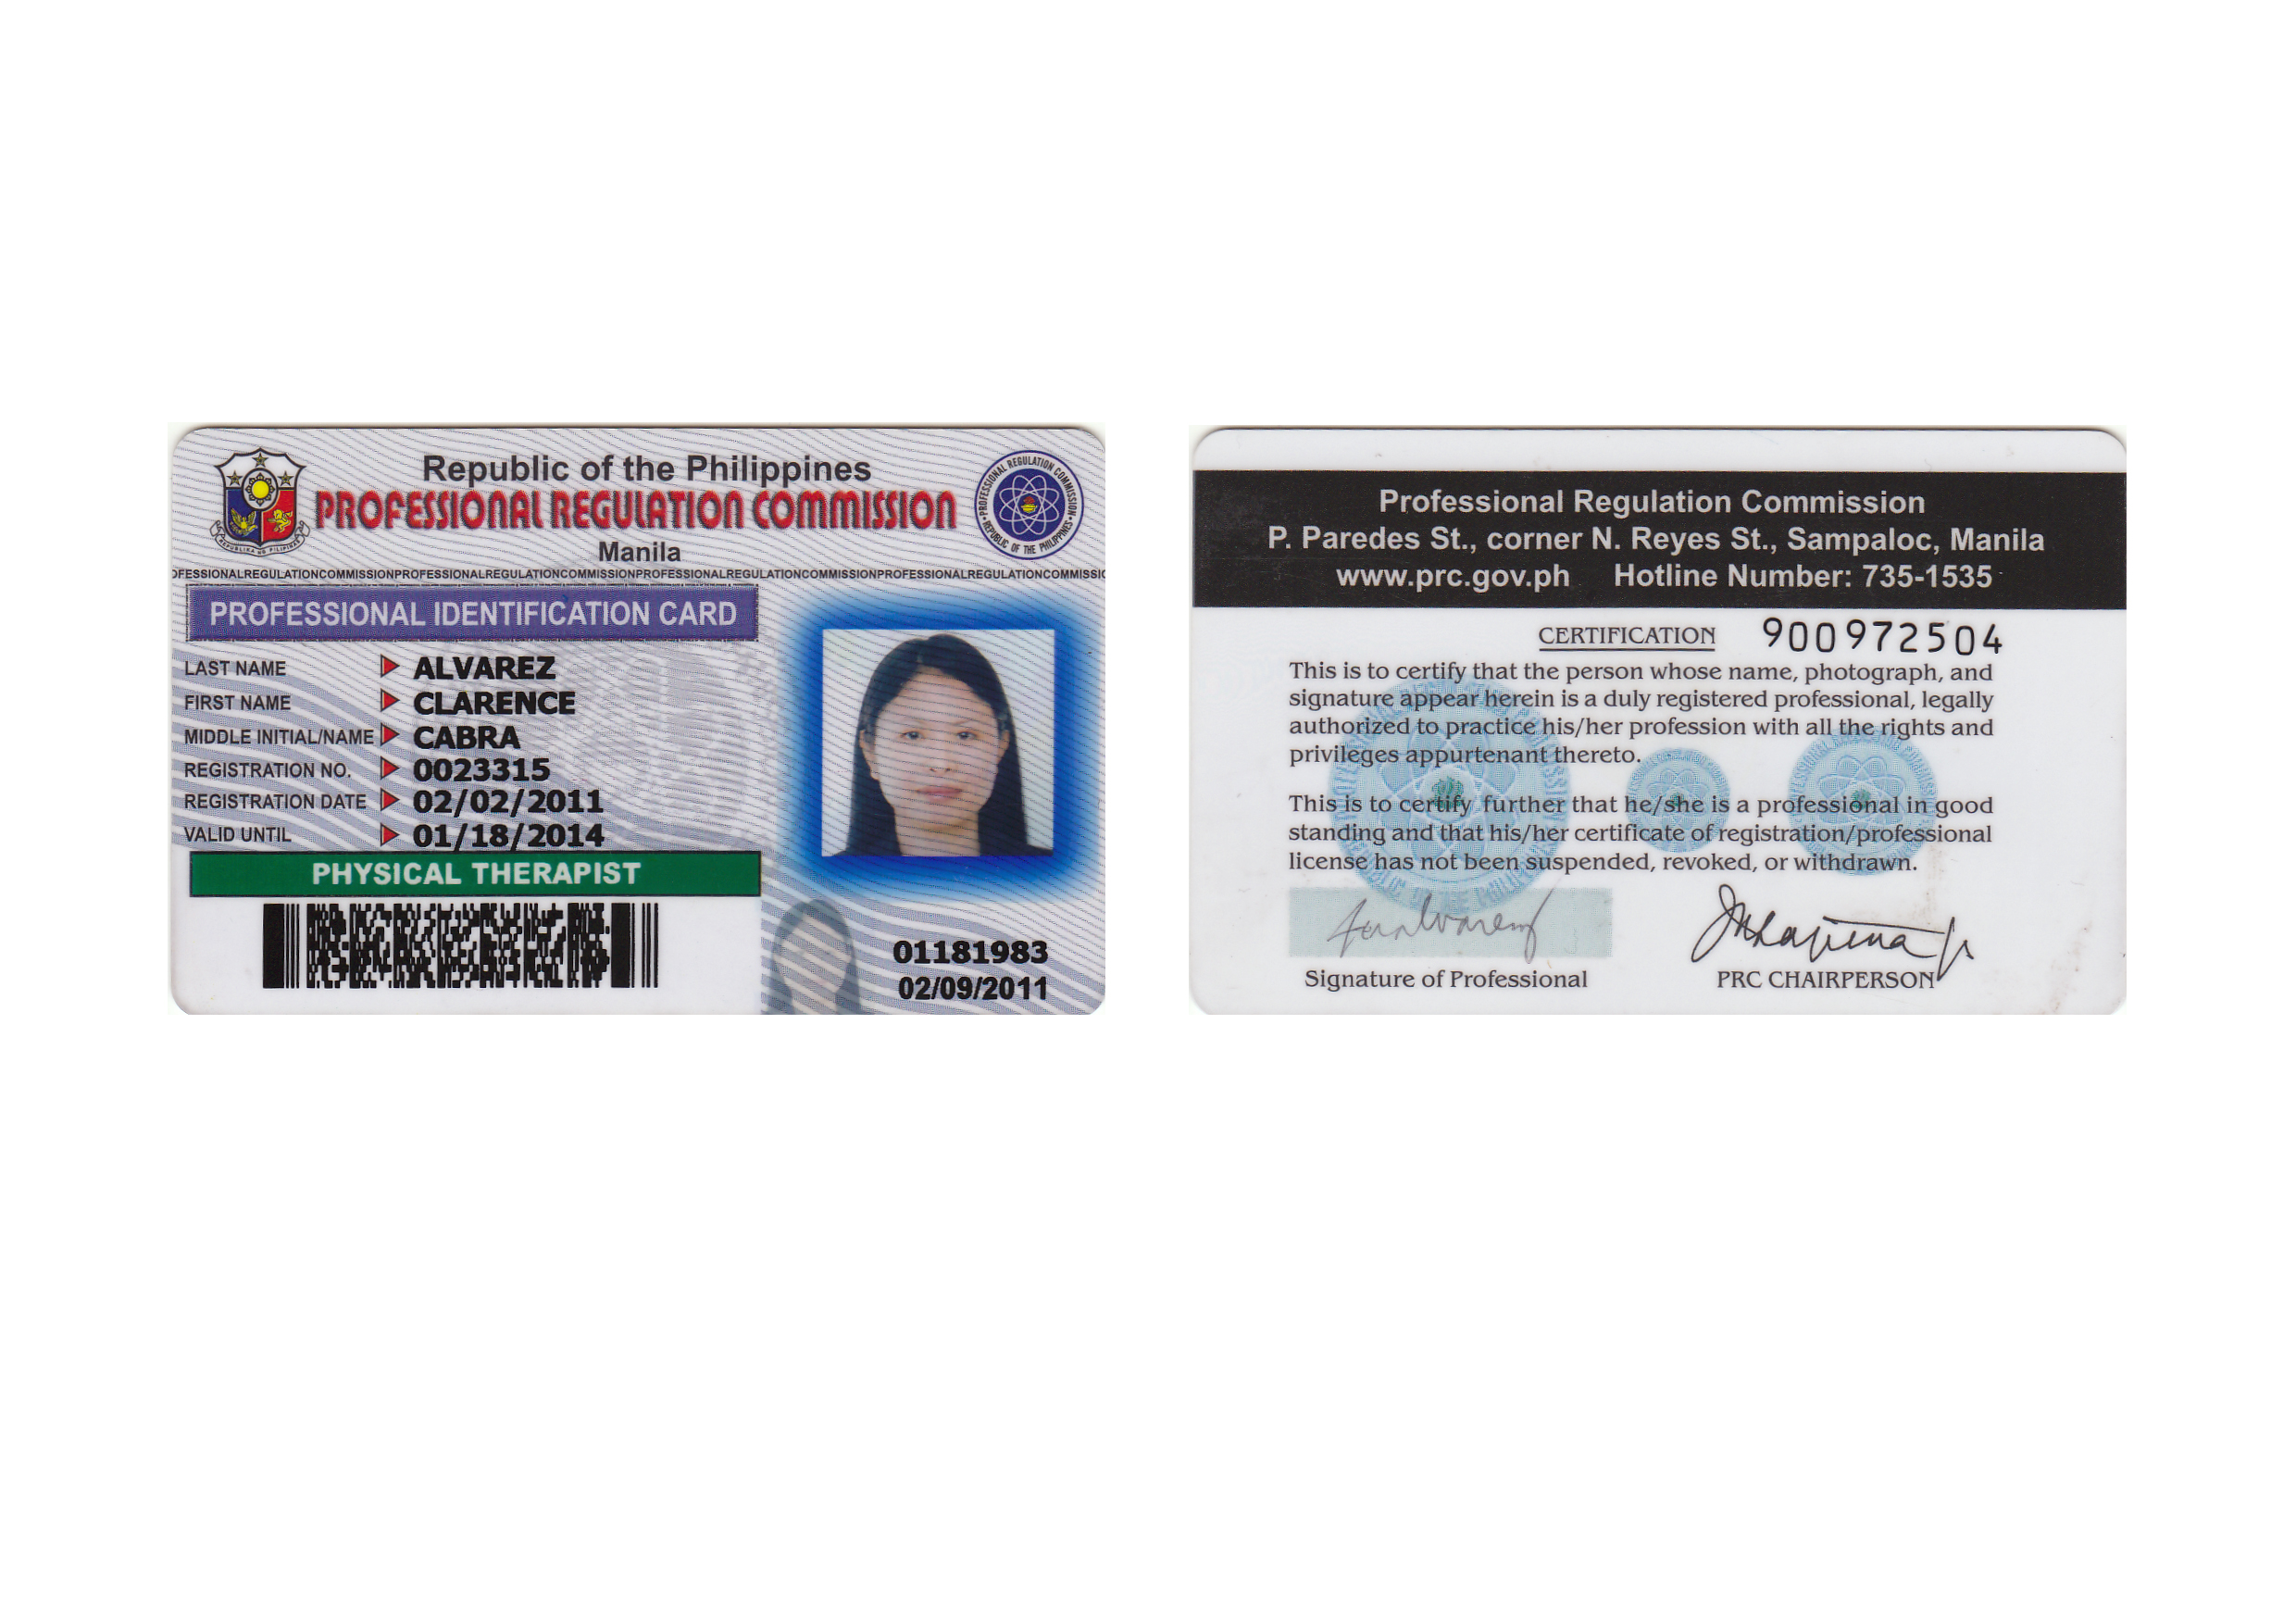 Republic of the Philippines
PROFESSIONAL REGULATION COMMISSION
Manila
PROFESSIONAL REGULATION COMMISSION
REPUBLIC OF THE PHILIPPINES
REPUBLIKA NG PILIPINAS
OFESSIONALREGULATIONCOMMISSIONPROFESSIONALREGULATIONCOMMISSIONPROFESSIONALREGULATIONCOMMISSIONPROFESSIONALREGULATIONCOMMISSIO
PROFESSIONAL IDENTIFICATION CARD
LAST NAME ALVAREZ
FIRST NAME CLARENCE
MIDDLE INITIAL/NAME CABRA
REGISTRATION NO. 0023315
REGISTRATION DATE 02/02/2011
VALID UNTIL 01/18/2014
PHYSICAL THERAPIST
01181983
02/09/2011
Professional Regulation Commission
P. Paredes St., corner N. Reyes St., Sampaloc, Manila
www.prc.gov.ph Hotline Number: 735-1535
CERTIFICATION 900972504
This is to certify that the person whose name, photograph, and
signature appear herein is a duly registered professional, legally
authorized to practice his/her profession with all the rights and
privileges appurtenant thereto.
This is to certify further that he/she is a professional in good
standing and that his/her certificate of registration/professional
license has not been suspended, revoked, or withdrawn.
Signature of Professional
PRC CHAIRPERSON